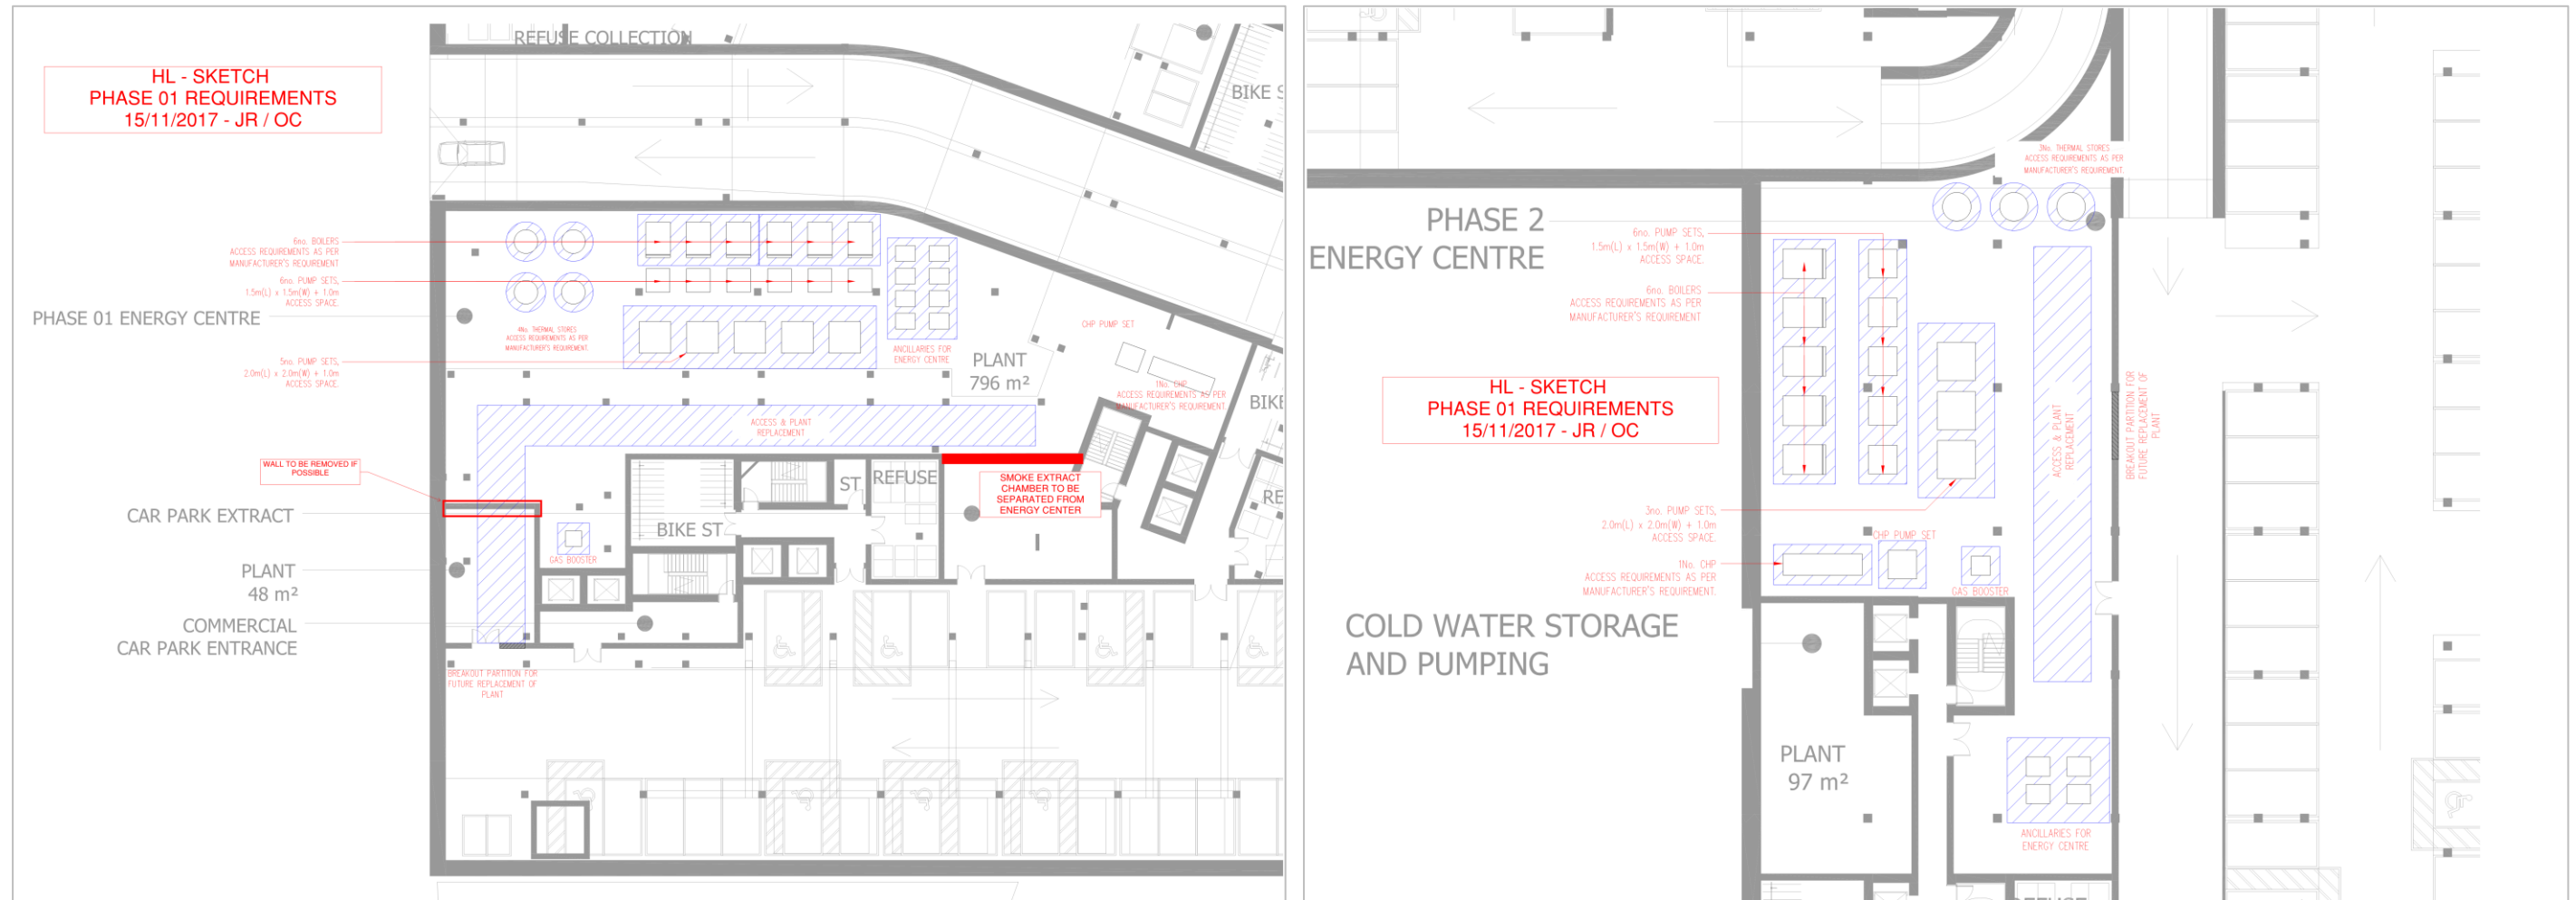 REFUSE COLLECTION
HL - SKETCH
PHASE 01 REQUIREMENTS
15/11/2017 - JR / OC
BIKE S
6no. BOILERS
ACCESS REQUIREMENTS AS PER
MANUFACTURER'S REQUIREMENT
6no. PUMP SETS,
1.5m(L) x 1.5m(W) + 1.0m
ACCESS SPACE.
PHASE 01 ENERGY CENTRE
4No. THERMAL STORES
ACCESS REQUIREMENTS AS PER
MANUFACTURER'S REQUIREMENT.
5no. PUMP SETS,
2.0m(L) x 2.0m(W) + 1.0m
ACCESS SPACE.
ANCILLARIES FOR
ENERGY CENTRE
CHP PUMP SET
PLANT
796 m²
1No. CHP
ACCESS REQUIREMENTS AS PER
MANUFACTURER'S REQUIREMENT.
BIKE
ACCESS & PLANT
REPLACEMENT
WALL TO BE REMOVED IF
POSSIBLE
ST
REFUSE
SMOKE EXTRACT
CHAMBER TO BE
SEPARATED FROM
ENERGY CENTER
RE
CAR PARK EXTRACT
BIKE ST
GAS BOOSTER
PLANT
48 m²
COMMERCIAL
CAR PARK ENTRANCE
BREAKOUT PARTITION FOR
FUTURE REPLACEMENT OF
PLANT
3No. THERMAL STORES
ACCESS REQUIREMENTS AS PER
MANUFACTURER'S REQUIREMENT.
PHASE 2
ENERGY CENTRE
6no. PUMP SETS,
1.5m(L) x 1.5m(W) + 1.0m
ACCESS SPACE.
6no. BOILERS
ACCESS REQUIREMENTS AS PER
MANUFACTURER'S REQUIREMENT
HL - SKETCH
PHASE 01 REQUIREMENTS
15/11/2017 - JR / OC
ACCESS & PLANT
REPLACEMENT
BREAKOUT PARTITION FOR
FUTURE REPLACEMENT OF
PLANT
3no. PUMP SETS,
2.0m(L) x 2.0m(W) + 1.0m
ACCESS SPACE.
CHP PUMP SET
1No. CHP
ACCESS REQUIREMENTS AS PER
MANUFACTURER'S REQUIREMENT.
GAS BOOSTER
COLD WATER STORAGE
AND PUMPING
PLANT
97 m²
ANCILLARIES FOR
ENERGY CENTRE
REFUSE